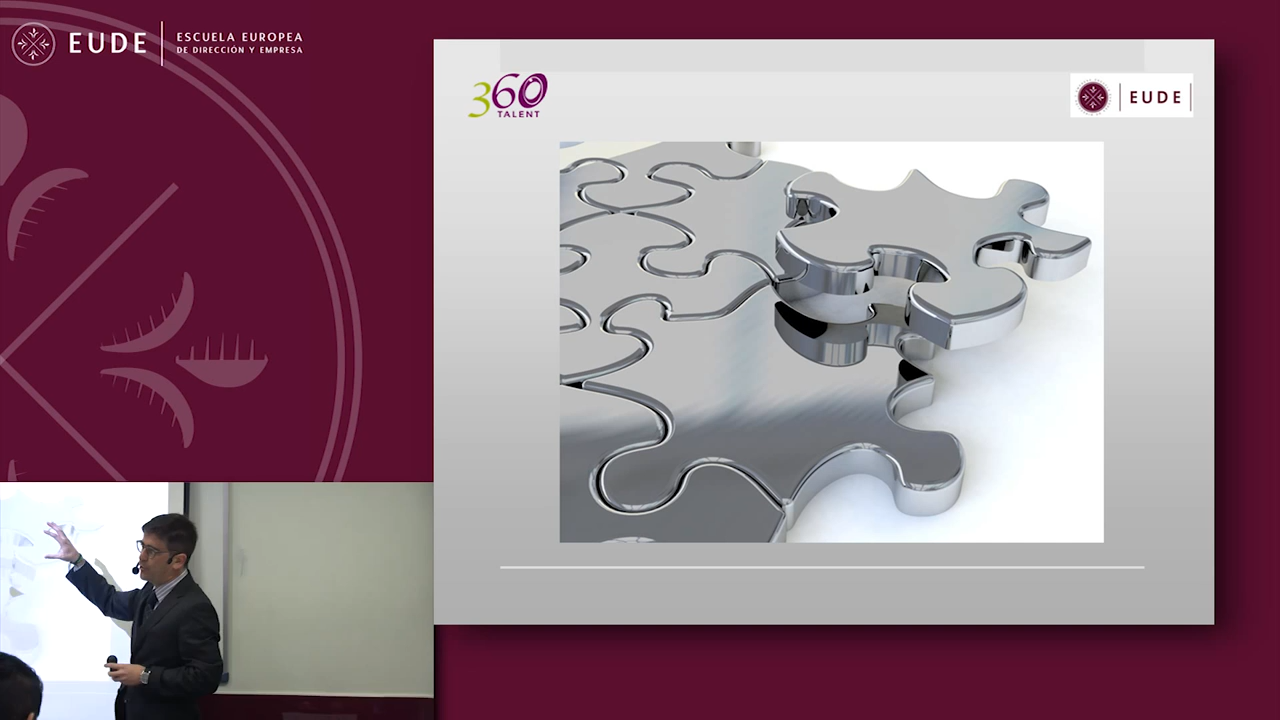 EUDE
ESCUELA EUROPEA
DE DIRECCIÓN Y EMPRESA
360
TALENT
EUDE